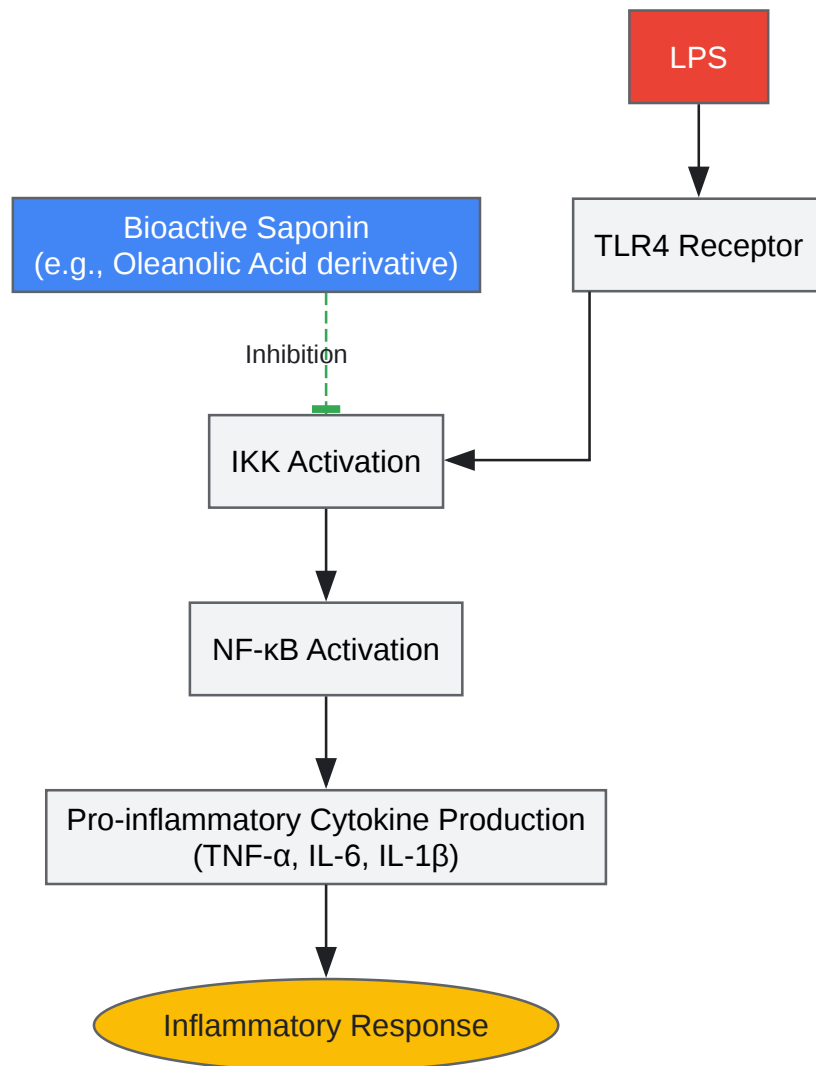 LPS
Bioactive Saponin
(e.g., Oleanolic Acid derivative)
TLR4 Receptor
Inhibition
IKK Activation
NF-κB Activation
Pro-inflammatory Cytokine Production
(TNF-α, IL-6, IL-1β)
Inflammatory Response